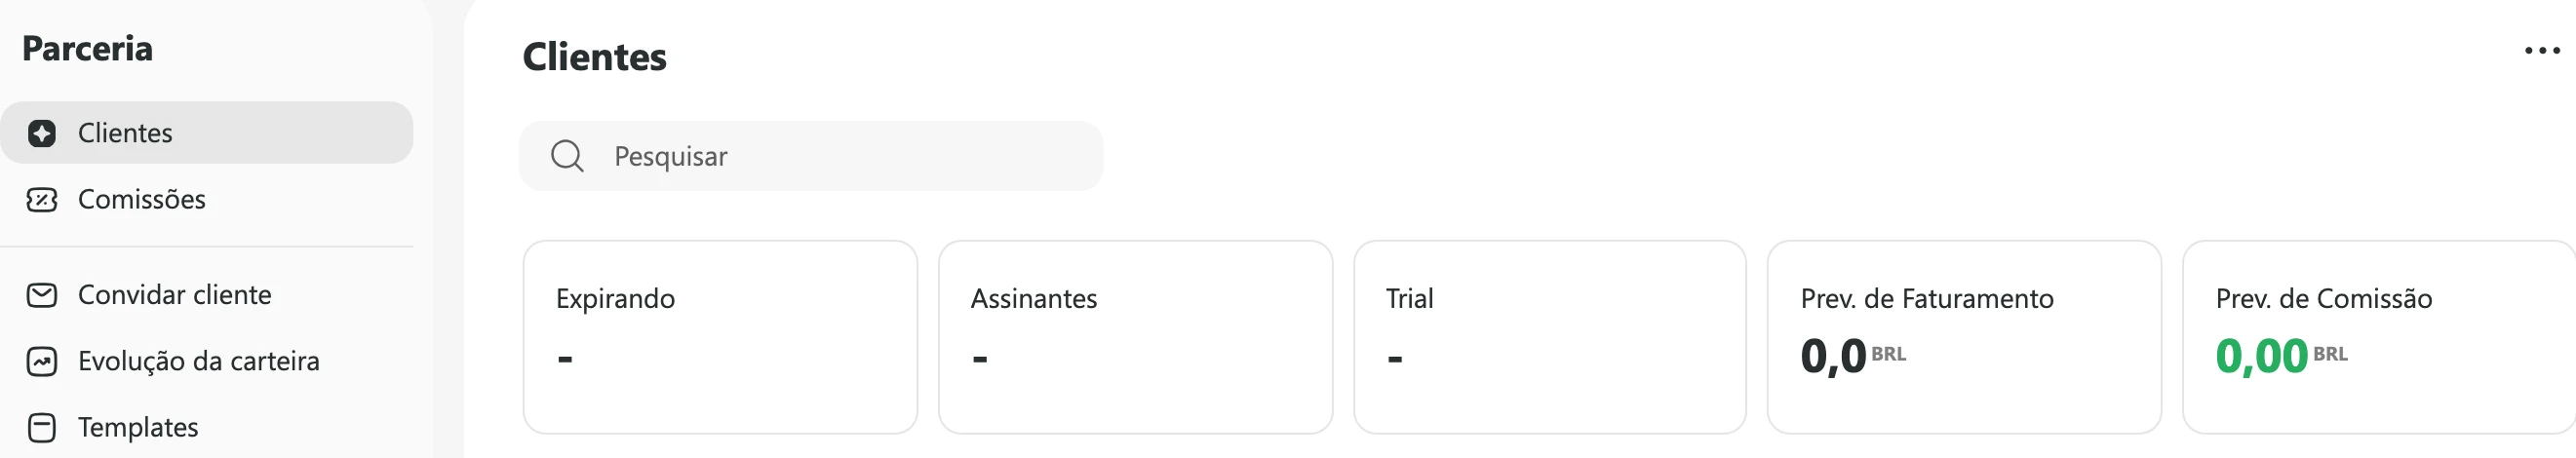 Parceria
Clientes
Comissões
Convidar cliente
Evolução da carteira
Templates
Clientes
Pesquisar
Expirando
-
Assinantes
-
Trial
-
Prev. de Faturamento
0,0 BRL
Prev. de Comissão
0,00 BRL